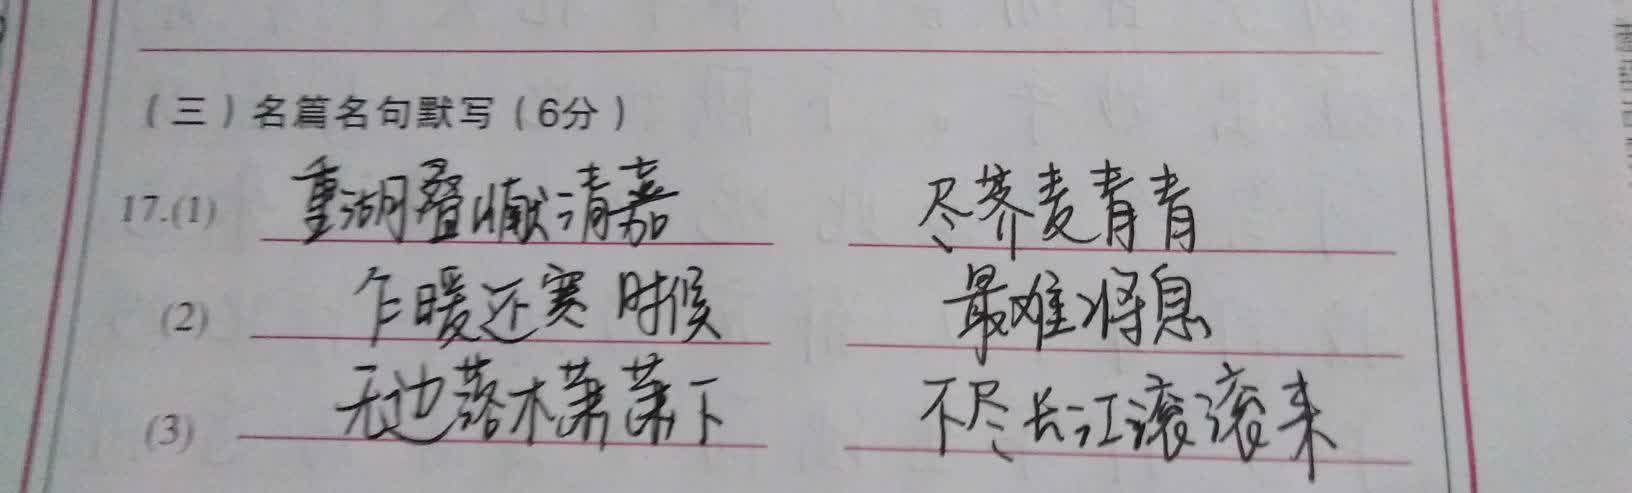 (三)名篇名句默写(6分)
17.(1) 重湖叠巘清嘉 尽荠麦青青
(2) 乍暖还寒时候 最难将息
(3) 无边落木萧萧下 不尽长江滚滚来